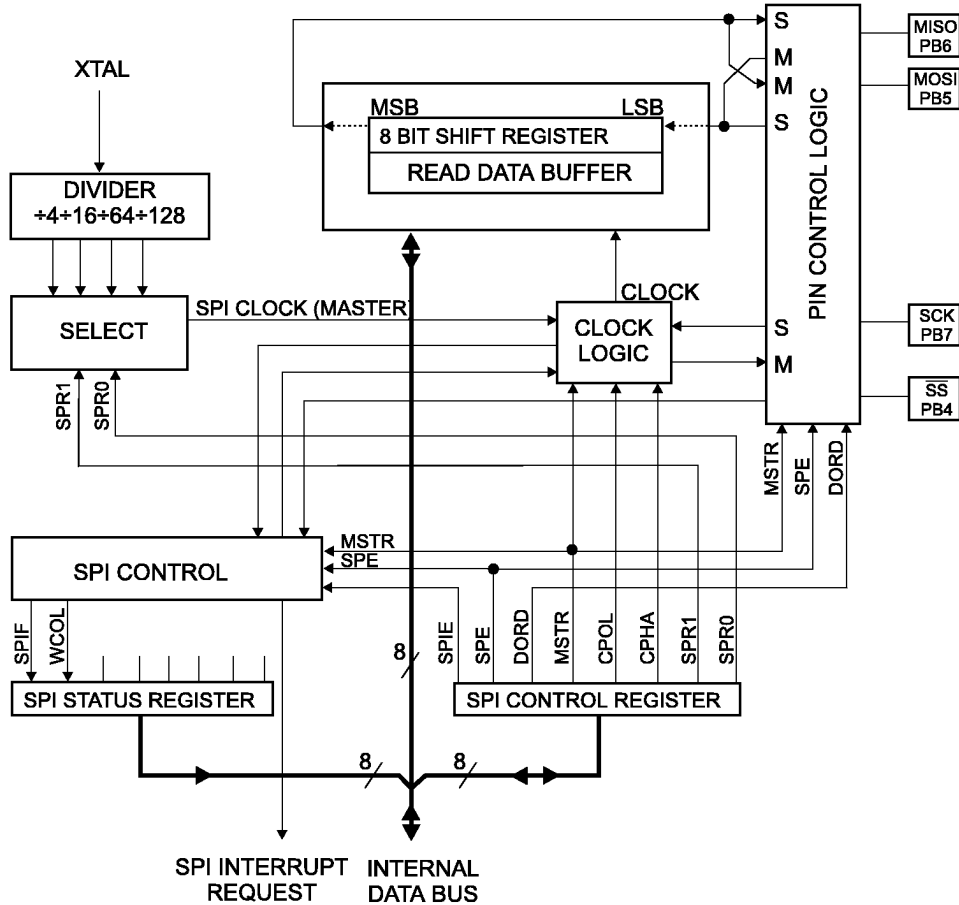 S
MISO
PB6
M
XTAL
M
MOSI
PB5
MSB
LSB
S
8 BIT SHIFT REGISTER
READ DATA BUFFER
PIN CONTROL LOGIC
DIVIDER
÷4÷16÷64÷128
CLOCK
SPI CLOCK (MASTER)
SELECT
CLOCK
LOGIC
S
M
SCK
PB7
SS
PB4
SPR1
SPR0
MSTR
SPE
DORD
MSTR
SPE
SPI CONTROL
SPIF
WCOL
8
SPIE
SPE
DORD
MSTR
CPOL
CPHA
SPR1
SPR0
SPI STATUS REGISTER
SPI CONTROL REGISTER
8
8
SPI INTERRUPT
REQUEST
INTERNAL
DATA BUS